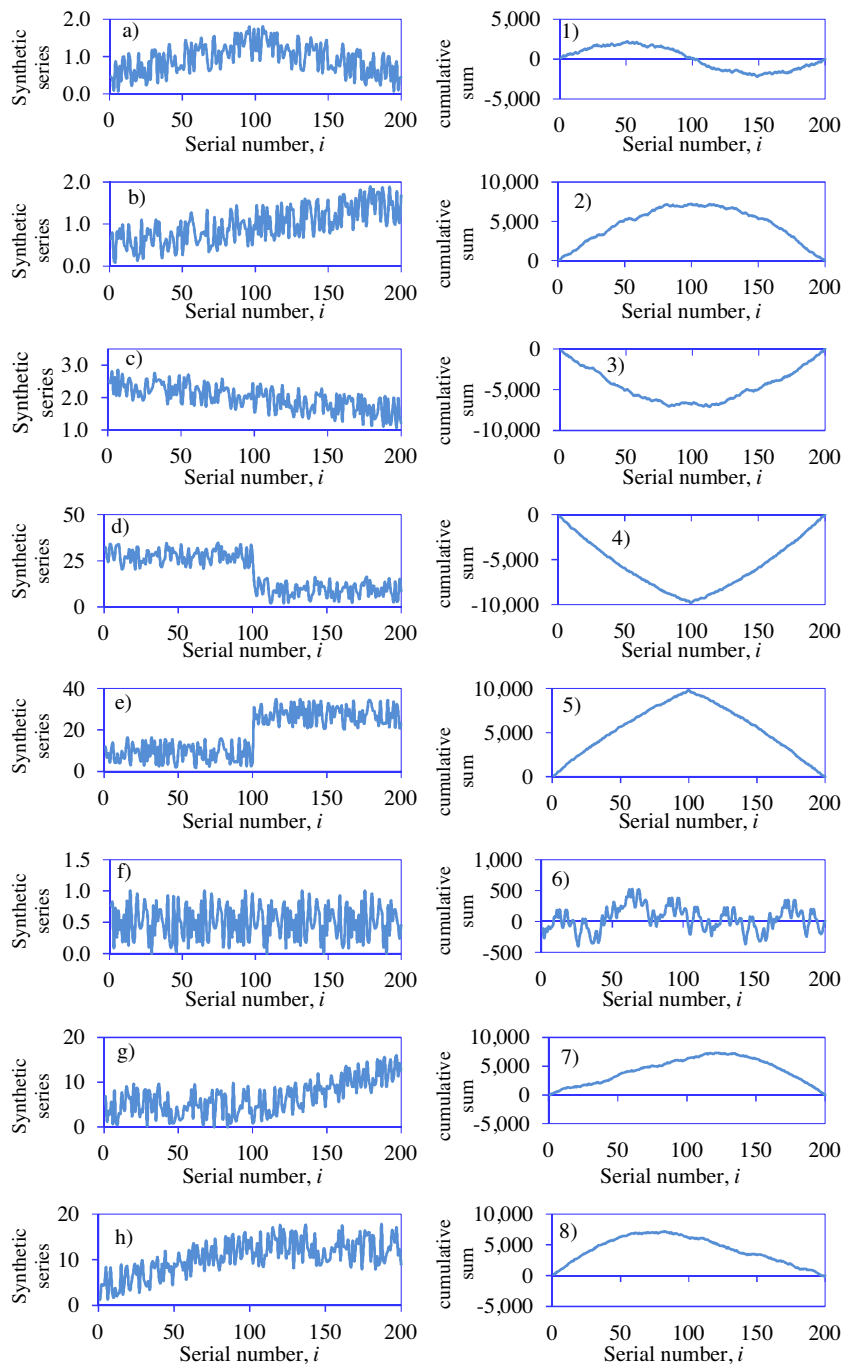 Synthetic
series
2.0
1.0
0.0
a)
0 50 100 150 200
Serial number, i
cumulative
sum
5,000
0
-5,000
1)
0 50 100 150 200
Serial number, i
Synthetic
series
2.0
1.0
0.0
b)
0 50 100 150 200
Serial number, i
cumulative
sum
10,000
5,000
0
2)
0 50 100 150 200
Serial number, i
Synthetic
series
3.0
2.0
1.0
c)
0 50 100 150 200
Serial number, i
cumulative
sum
0
-5,000
-10,000
3)
0 50 100 150 200
Serial number, i
Synthetic
series
50
25
0
d)
0 50 100 150 200
Serial number, i
cumulative
sum
0
-5,000
-10,000
4)
0 50 100 150 200
Serial number, i
Synthetic
series
40
20
0
e)
0 50 100 150 200
Serial number, i
cumulative
sum
10,000
5,000
0
5)
0 50 100 150 200
Serial number, i
Synthetic
series
1.5
1.0
0.5
0.0
f)
0 50 100 150 200
Serial number, i
cumulative
sum
1,000
500
0
-500
6)
0 50 100 150 200
Serial number, i
Synthetic
series
20
10
0
g)
0 50 100 150 200
Serial number, i
cumulative
sum
10,000
5,000
0
-5,000
7)
0 50 100 150 200
Serial number, i
Synthetic
series
20
10
0
h)
0 50 100 150 200
Serial number, i
cumulative
sum
10,000
5,000
0
-5,000
8)
0 50 100 150 200
Serial number, i